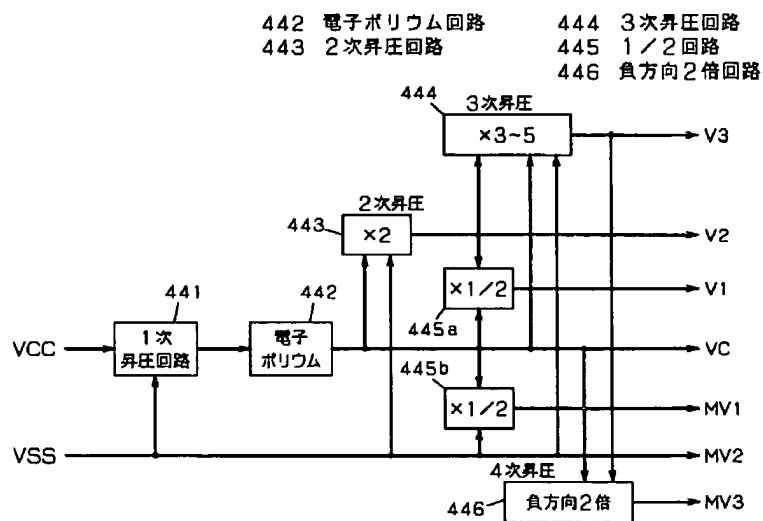 442 電子ポリウム回路
443 2次昇圧回路
444 3次昇圧回路
445 1/2回路
446 負方向2倍回路
444
3次昇圧
×3~5
V3
443
2次昇圧
×2
V2
×1/2
V1
445a
441
1次
昇圧回路
442
電子
ポリウム
VCC
VC
445b
×1/2
MV1
VSS
MV2
4次昇圧
446
負方向2倍
MV3